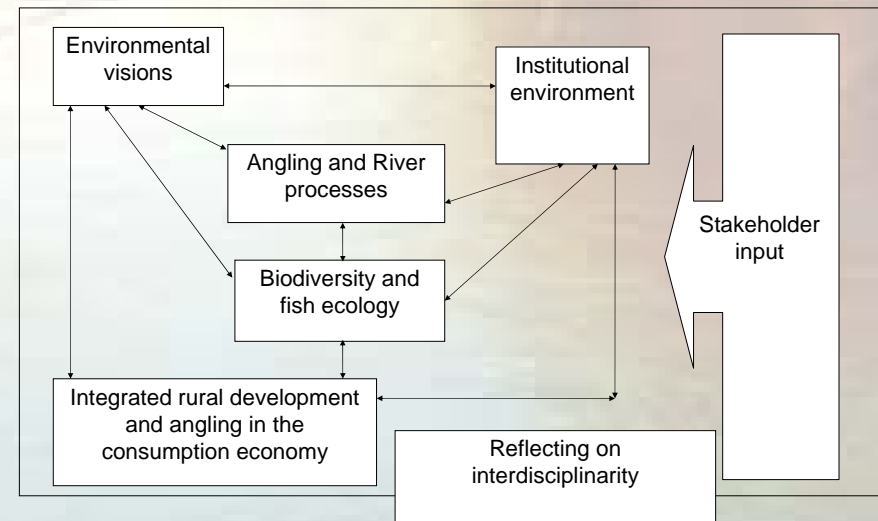 Environmental
visions
Institutional
environment
Angling and River
processes
Stakeholder
input
Biodiversity and
fish ecology
Integrated rural development
and angling in the
consumption economy
Reflecting on
interdisciplinarity